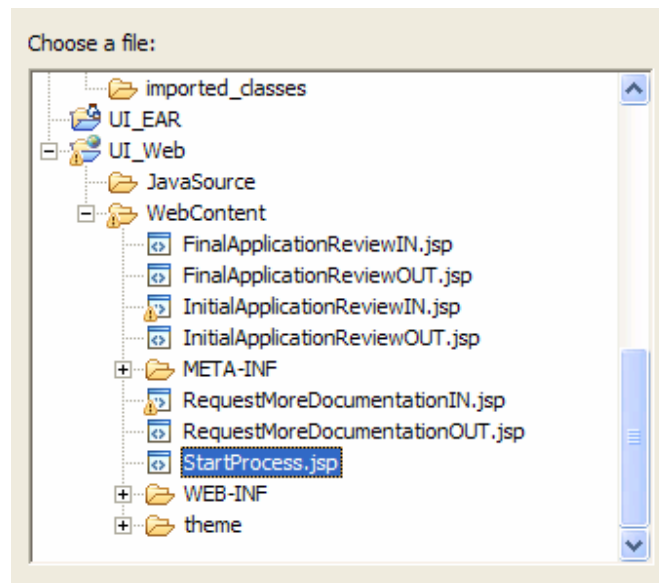 Choose a file:
imported_classes
UI_EAR
UI_Web
JavaSource
WebContent
FinalApplicationReviewIN.jsp
FinalApplicationReviewOUT.jsp
InitialApplicationReviewIN.jsp
InitialApplicationReviewOUT.jsp
META-INF
RequestMoreDocumentationIN.jsp
RequestMoreDocumentationOUT.jsp
StartProcess.jsp
WEB-INF
theme